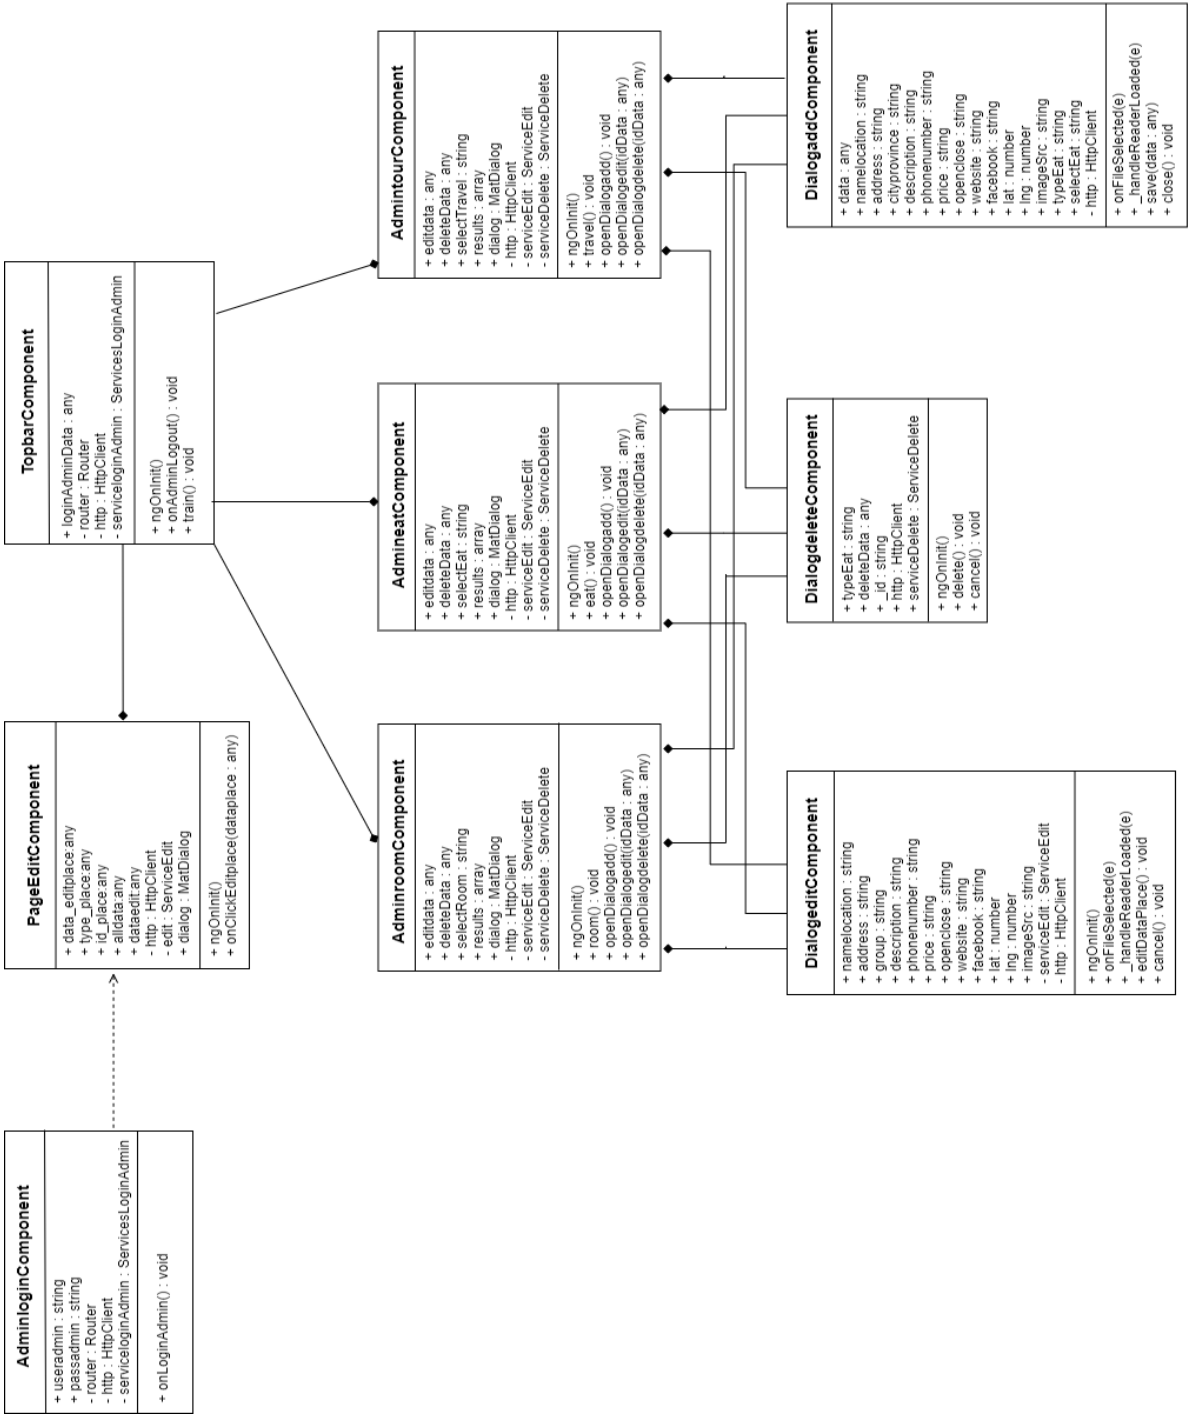 AdminloginComponent
+ useradmin : string
+ passadmin : string
- router : Router
- http : HttpClient
- serviceloginAdmin : ServicesLoginAdmin
+ onLoginAdmin() : void
PageEditComponent
+ data_editplace:any
+ type_place:any
+ id_place:any
+ alldata:any
+ dataedit:any
- http : HttpClient
- edit : ServiceEdit
+ dialog : MatDialog
+ ngOnInit()
+ onClickEditplace(dataplace : any)
TopbarComponent
+ loginAdminData : any
- router : Router
- http : HttpClient
- serviceloginAdmin : ServicesLoginAdmin
+ ngOnInit()
+ onAdminLogout() : void
+ train() : void
AdminroomComponent
+ editdata : any
+ deleteData : any
+ selectRoom : string
+ results : array
+ dialog : MatDialog
- http : HttpClient
- serviceEdit : ServiceEdit
- serviceDelete : ServiceDelete
+ ngOnInit()
+ room() : void
+ openDialogadd() : void
+ openDialogedit(idData : any)
+ openDialogdelete(idData : any)
AdmineatComponent
+ editdata : any
+ deleteData : any
+ selectEat : string
+ results : array
+ dialog : MatDialog
- http : HttpClient
- serviceEdit : ServiceEdit
- serviceDelete : ServiceDelete
+ ngOnInit()
+ eat() : void
+ openDialogadd() : void
+ openDialogedit(idData : any)
+ openDialogdelete(idData : any)
AdmintourComponent
+ editdata : any
+ deleteData : any
+ selectTravel : string
+ results : array
+ dialog : MatDialog
- http : HttpClient
- serviceEdit : ServiceEdit
- serviceDelete : ServiceDelete
+ ngOnInit()
+ travel() : void
+ openDialogadd() : void
+ openDialogedit(idData : any)
+ openDialogdelete(idData : any)
DialogeditComponent
+ namelocation : string
+ address : string
+ group : string
+ description : string
+ phonenumber : string
+ price : string
+ openclose : string
+ website : string
+ facebook : string
+ lat : number
+ lng : number
+ imageSrc : string
- serviceEdit : ServiceEdit
- http : HttpClient
+ ngOnInit()
+ onFileSelected(e)
+ _handleReaderLoaded(e)
+ editDataPlace() : void
+ cancel() : void
DialogdeleteComponent
+ typeEat : string
+ deleteData : any
+ _id : string
+ http : HttpClient
+ serviceDelete : ServiceDelete
+ ngOnInit()
+ delete() : void
+ cancel() : void
DialogaddComponent
+ data : any
+ namelocation : string
+ address : string
+ cityprovince : string
+ description : string
+ phonenumber : string
+ price : string
+ openclose : string
+ website : string
+ facebook : string
+ lat : number
+ lng : number
+ imageSrc : string
+ typeEat : string
+ selectEat : string
- http : HttpClient
+ onFileSelected(e)
+ _handleReaderLoaded(e)
+ save(data : any)
+ close() : void